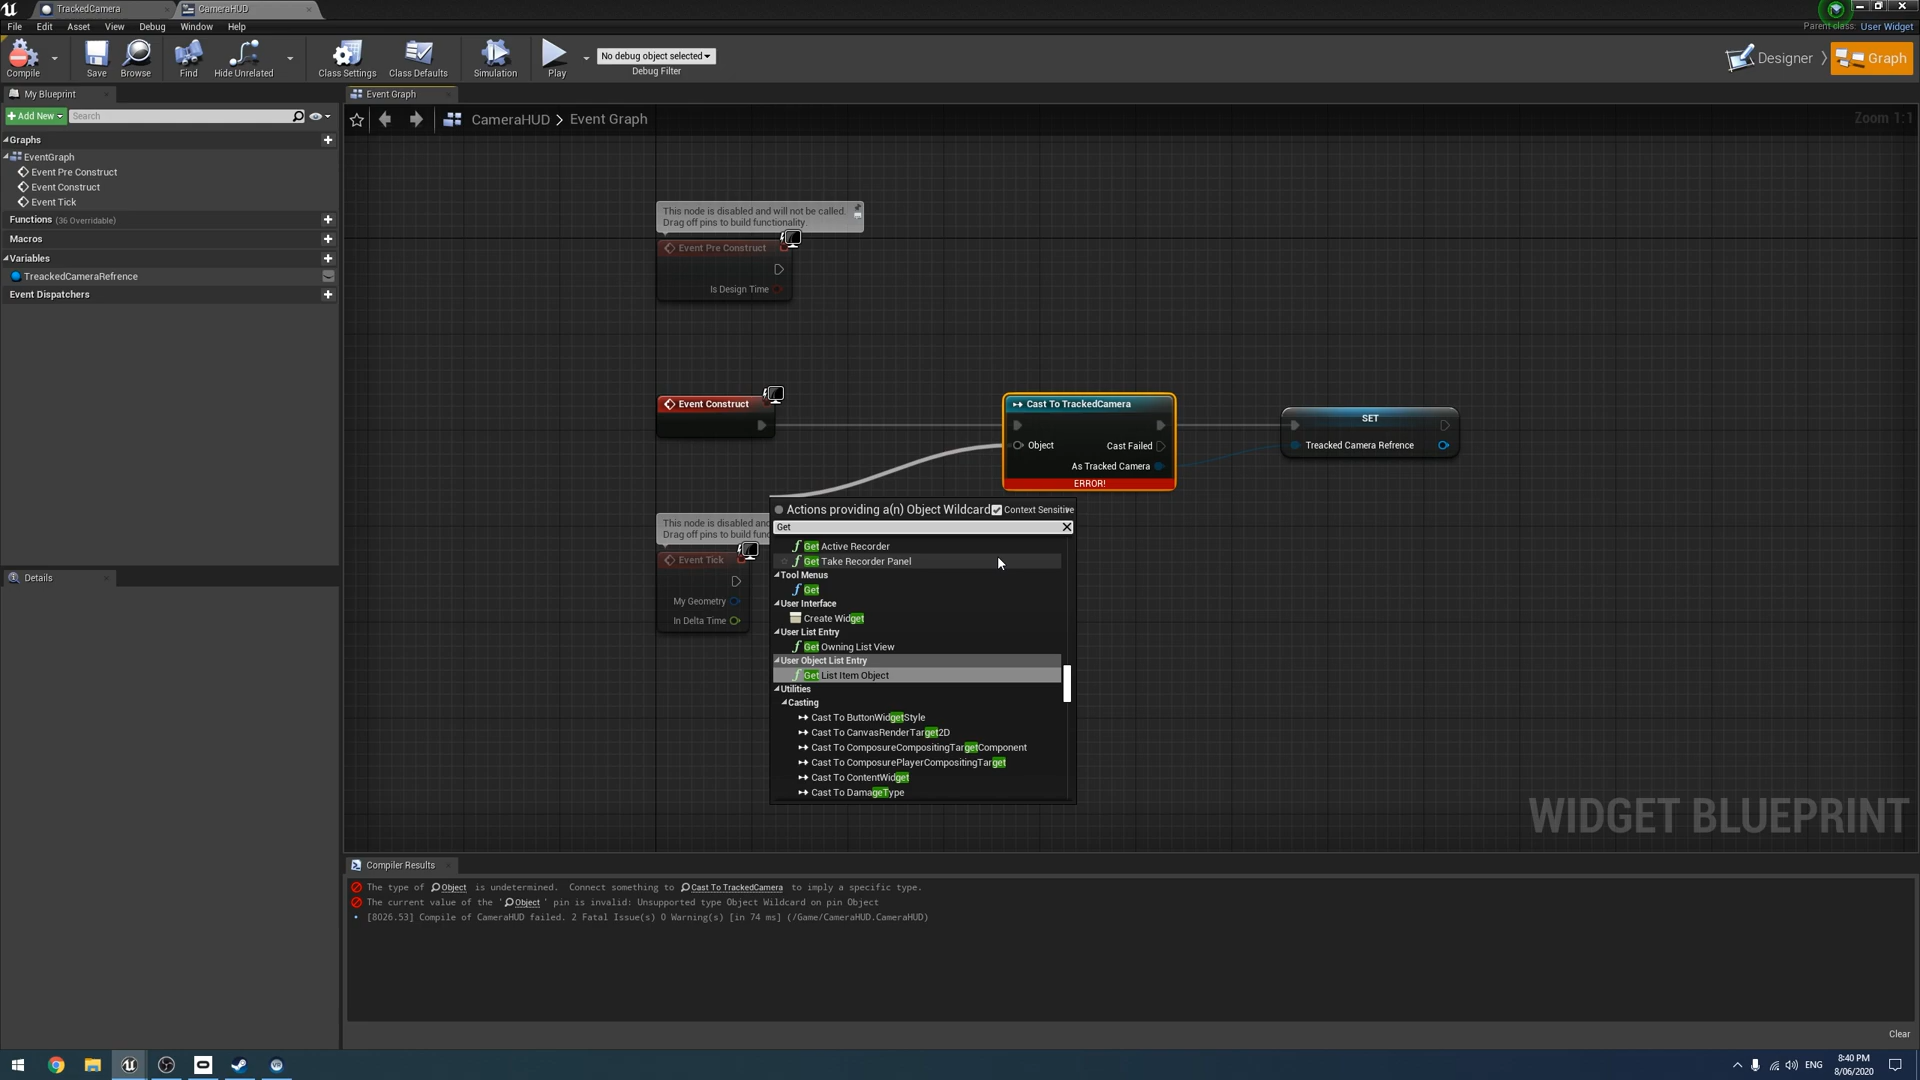 TrackedCamera
CameraHUD
File Edit Asset View Debug Window Help
Parent class: User Widget
Compile
Save
Browse
Find
Hide Unrelated
Class Settings
Class Defaults
Simulation
Play
No debug object selected
Debug Filter
Designer
Graph
My Blueprint
Event Graph
Add New
Search
CameraHUD > Event Graph
Zoom 1:1
Graphs
EventGraph
Event Pre Construct
Event Construct
Event Tick
Functions (36 Overridable)
Macros
Variables
TreackedCameraRefrence
Event Dispatchers
Details
This node is disabled and will not be called.
Drag off pins to build functionality.
Event Pre Construct
Is Design Time
Event Construct
Cast To TrackedCamera
Object
Cast Failed
As Tracked Camera
ERROR!
SET
Treacked Camera Refrence
This node is disabled and
Drag off pins to build func
Event Tick
My Geometry
In Delta Time
Actions providing a(n) Object Wildcard
Context Sensitive
Get
Get Active Recorder
Get Take Recorder Panel
Tool Menus
Get
User Interface
Create Widget
User List Entry
Get Owning List View
User Object List Entry
Get List Item Object
Utilities
Casting
Cast To ButtonWidgetStyle
Cast To CanvasRenderTarget2D
Cast To ComposureCompositingTargetComponent
Cast To ComposurePlayerCompositingTarget
Cast To ContentWidget
Cast To DamageType
WIDGET BLUEPRINT
Compiler Results
The type of Object is undetermined. Connect something to Cast To TrackedCamera to imply a specific type.
The current value of the ' Object ' pin is invalid: Unsupported type Object Wildcard on pin Object
[8026.53] Compile of CameraHUD failed. 2 Fatal Issue(s) 0 Warning(s) [in 74 ms] (/Game/CameraHUD.CameraHUD)
Clear
ENG
8:40 PM
8/06/2020